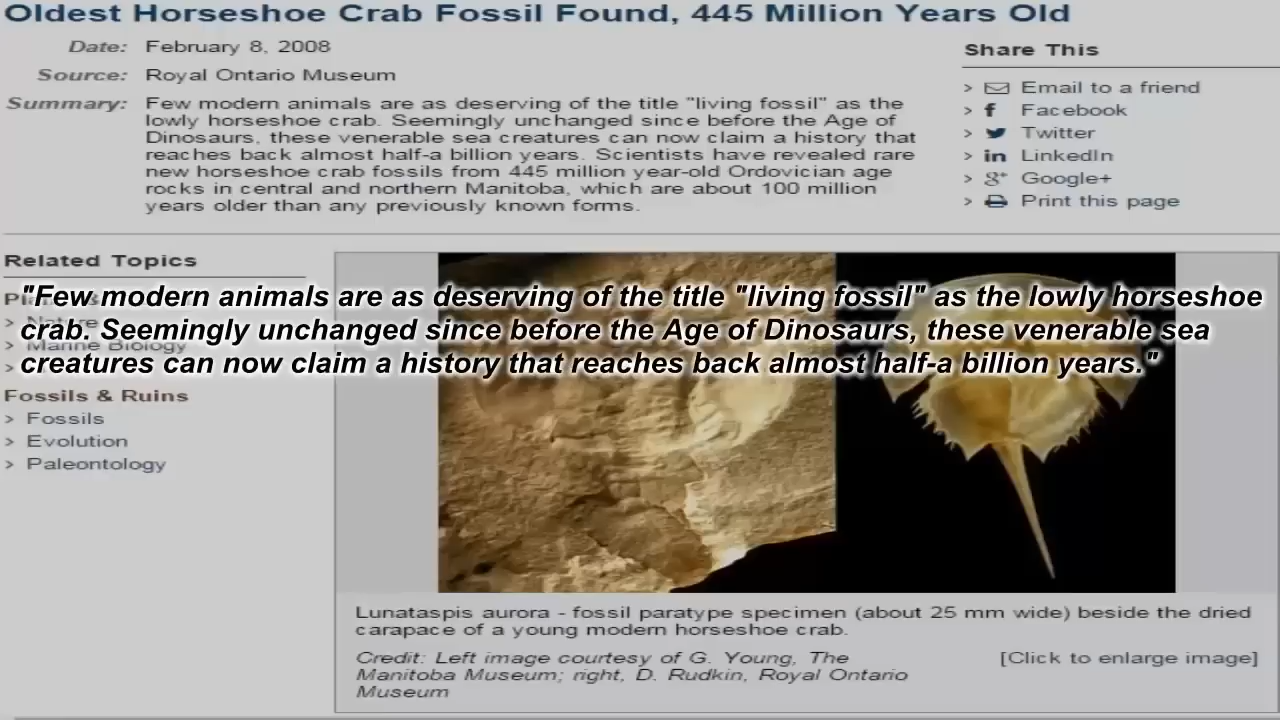 Oldest Horseshoe Crab Fossil Found, 445 Million Years Old
Date: February 8, 2008
Source: Royal Ontario Museum
Summary: Few modern animals are as deserving of the title "living fossil" as the
lowly horseshoe crab. Seemingly unchanged since before the Age of
Dinosaurs, these venerable sea creatures can now claim a history that
reaches back almost half-a billion years. Scientists have revealed rare
new horseshoe crab fossils from 445 million year-old Ordovician age
rocks in central and northern Manitoba, which are about 100 million
years older than any previously known forms.
Share This
> Email to a friend
> Facebook
> Twitter
> LinkedIn
> Google+
> Print this page
Related Topics
"Few modern animals are as deserving of the title "living fossil" as the lowly horseshoe
crab. Seemingly unchanged since before the Age of Dinosaurs, these venerable sea
creatures can now claim a history that reaches back almost half-a billion years."
> Marine Biology
Fossils & Ruins
> Fossils
> Evolution
> Paleontology
Lunataspis aurora - fossil paratype specimen (about 25 mm wide) beside the dried
carapace of a young modern horseshoe crab.
Credit: Left image courtesy of G. Young, The
Manitoba Museum; right, D. Rudkin, Royal Ontario
Museum
[Click to enlarge image]